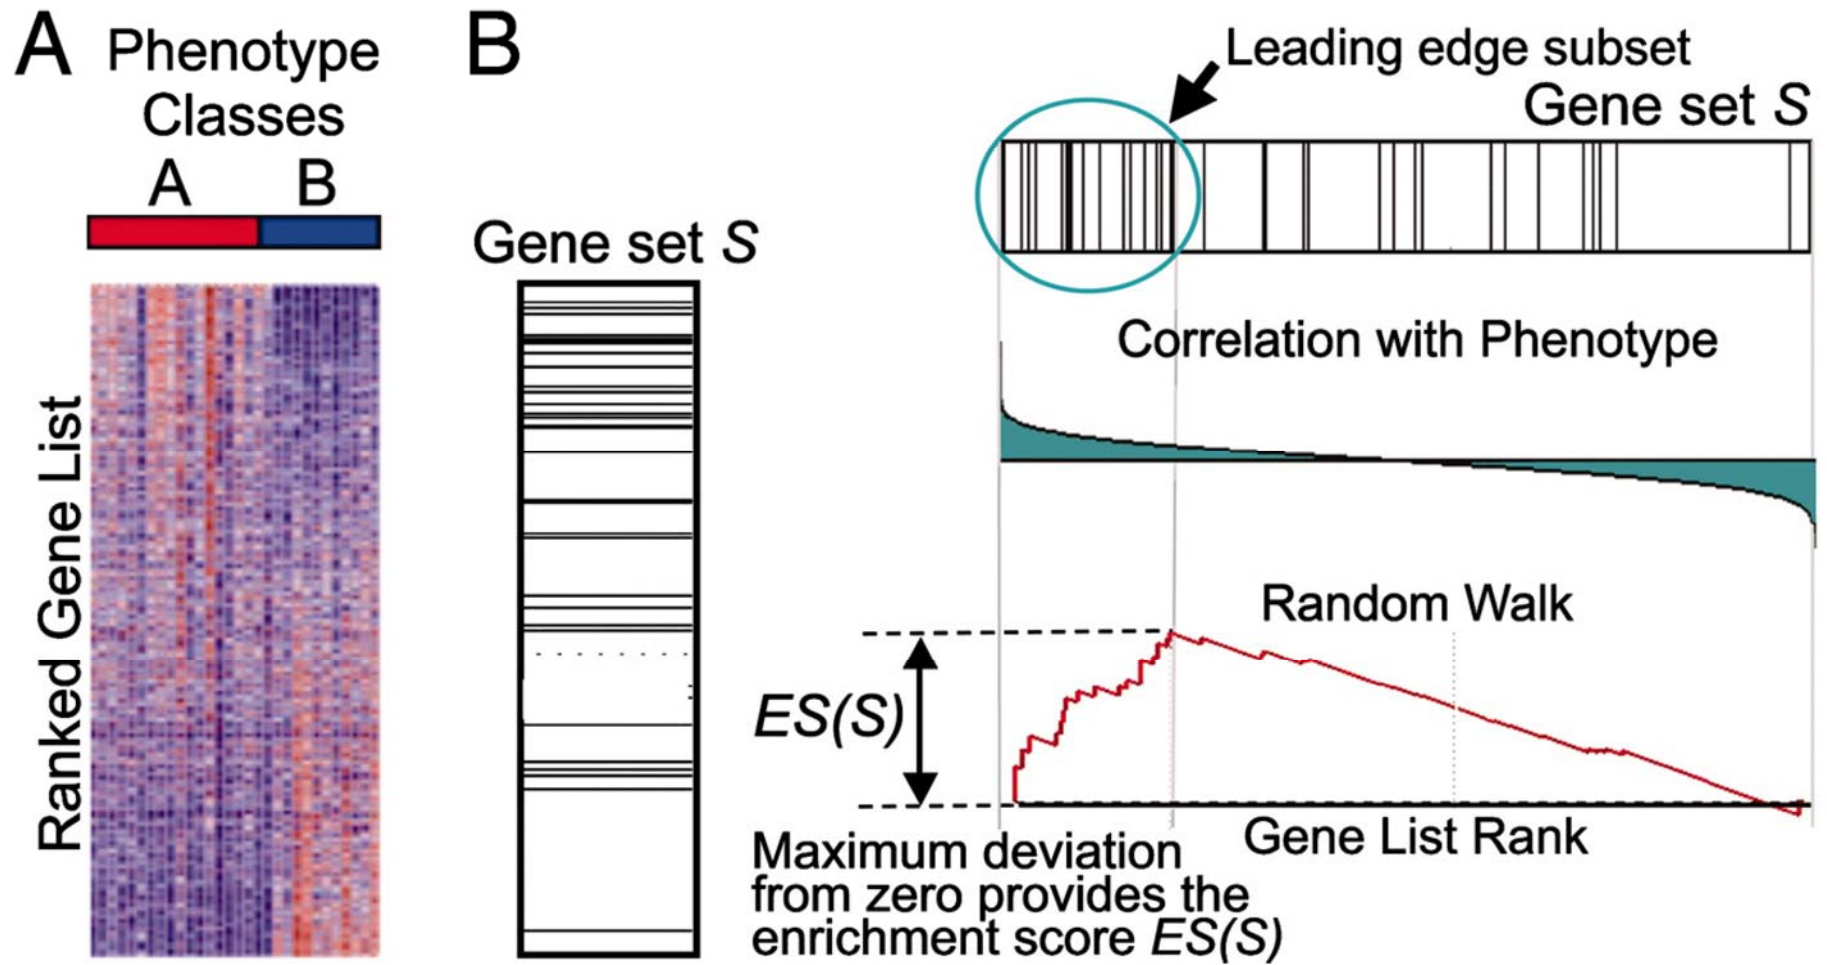 A
Phenotype
Classes
A
B
Ranked Gene List
B
Gene set S
Leading edge subset
Gene set S
Correlation with Phenotype
Random Walk
ES(S)
Gene List Rank
Maximum deviation
from zero provides the
enrichment score ES(S)